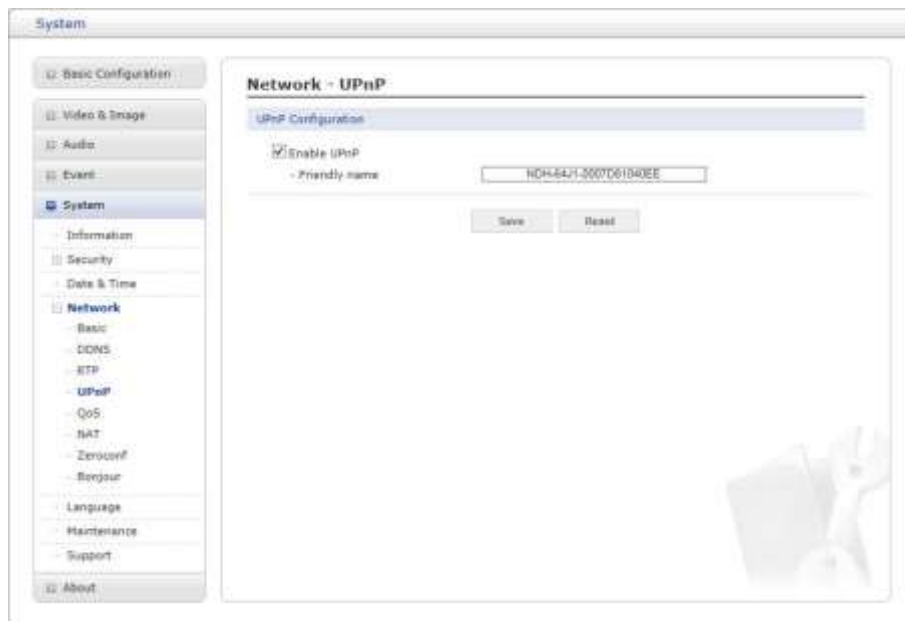 System
Basic Configuration
Video & Image
Audio
Event
System
Information
Security
Date & Time
Network
Basic
DDNS
RTP
UPnP
QoS
NAT
Zeroconf
Bonjour
Language
Maintenance
Support
About
Network - UPnP
UPnP Configuration
Enable UPnP
- Friendly name
Save Reset